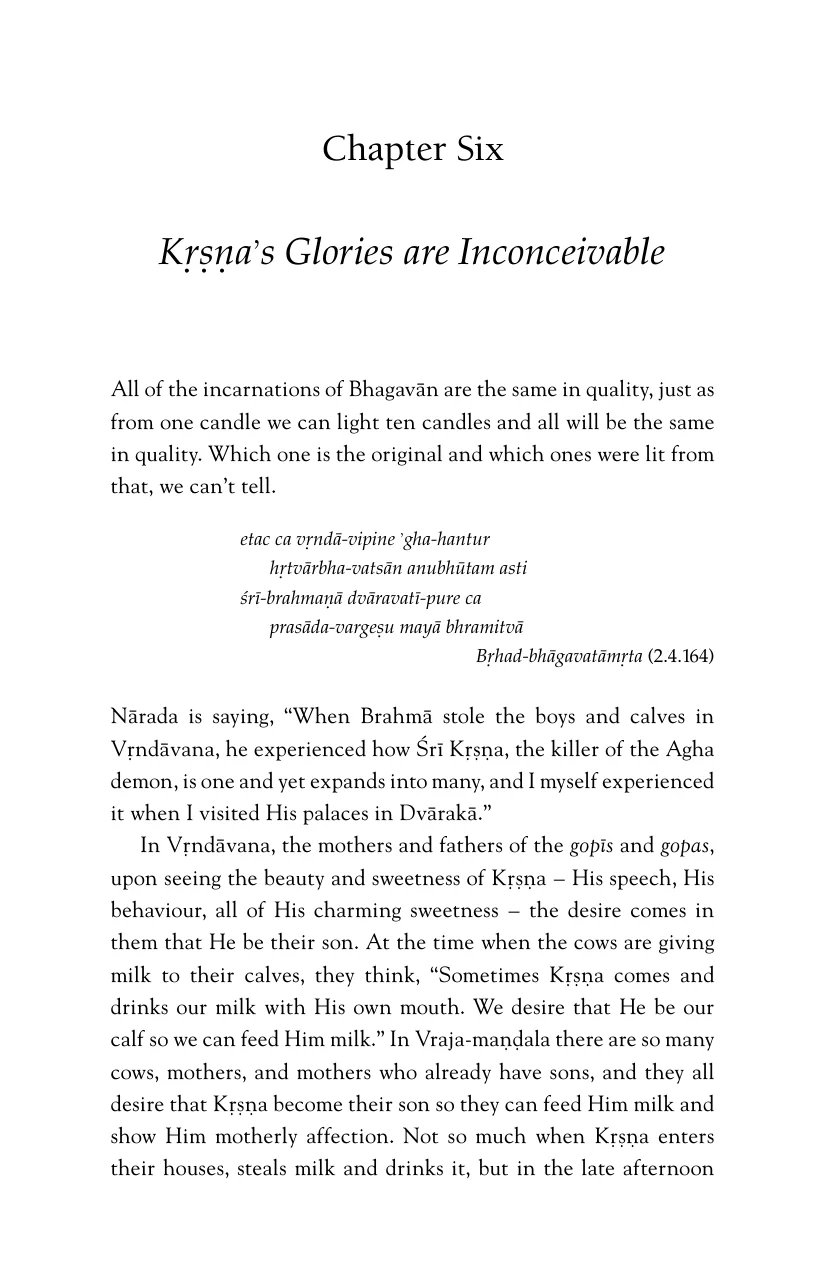 Chapter Six
Kṛṣṇa’s Glories are Inconceivable
All of the incarnations of Bhagavān are the same in quality, just as
from one candle we can light ten candles and all will be the same
in quality. Which one is the original and which ones were lit from
that, we can’t tell.
etac ca vṛndā-vipine ’gha-hantur
hṛtvārbha-vatsān anubhūtam asti
śrī-brahmaṇā dvāravatī-pure ca
prasāda-vargeṣu mayā bhramitvā
Bṛhad-bhāgavatāmṛta (2.4.164)
Nārada is saying, “When Brahmā stole the boys and calves in
Vṛndāvana, he experienced how Śrī Kṛṣṇa, the killer of the Agha
demon, is one and yet expands into many, and I myself experienced
it when I visited His palaces in Dvārakā.”
In Vṛndāvana, the mothers and fathers of the gopīs and gopas,
upon seeing the beauty and sweetness of Kṛṣṇa – His speech, His
behaviour, all of His charming sweetness – the desire comes in
them that He be their son. At the time when the cows are giving
milk to their calves, they think, “Sometimes Kṛṣṇa comes and
drinks our milk with His own mouth. We desire that He be our
calf so we can feed Him milk.” In Vraja-maṇḍala there are so many
cows, mothers, and mothers who already have sons, and they all
desire that Kṛṣṇa become their son so they can feed Him milk and
show Him motherly affection. Not so much when Kṛṣṇa enters
their houses, steals milk and drinks it, but in the late afternoon